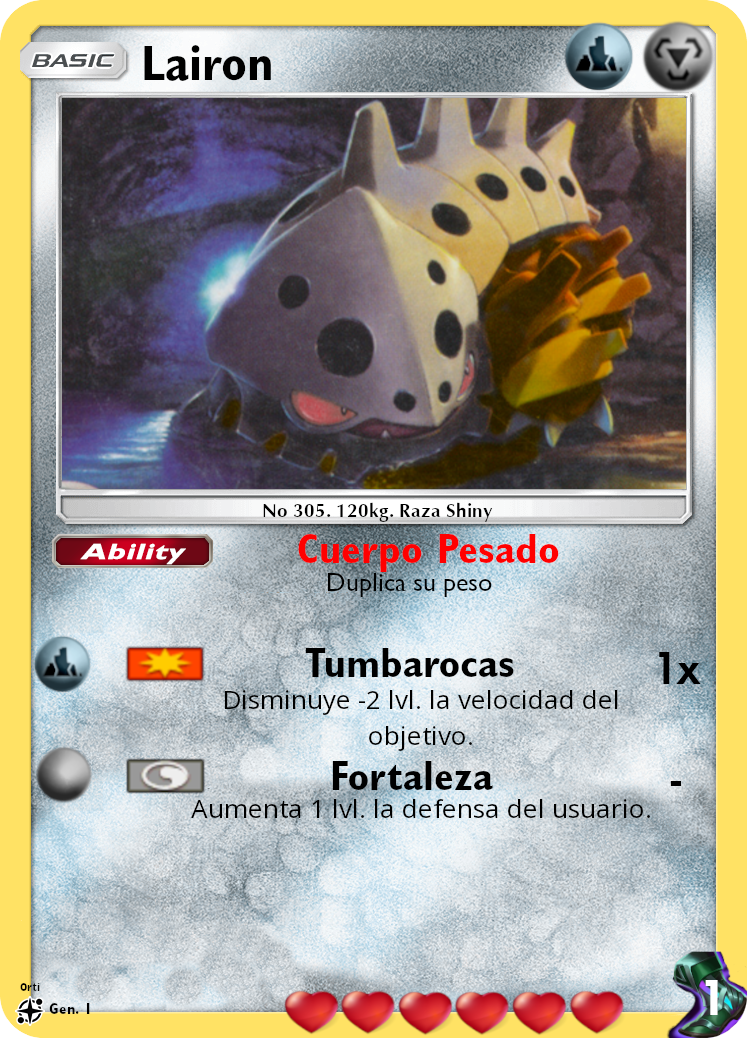 BASIC Lairon
No 305. 120kg. Raza Shiny
Ability Cuerpo Pesado
Duplica su peso
Tumbarocas 1x
Disminuye -2 lvl. la velocidad del
objetivo.
Fortaleza -
Aumenta 1 lvl. la defensa del usuario.
Orti
Gen. I
1